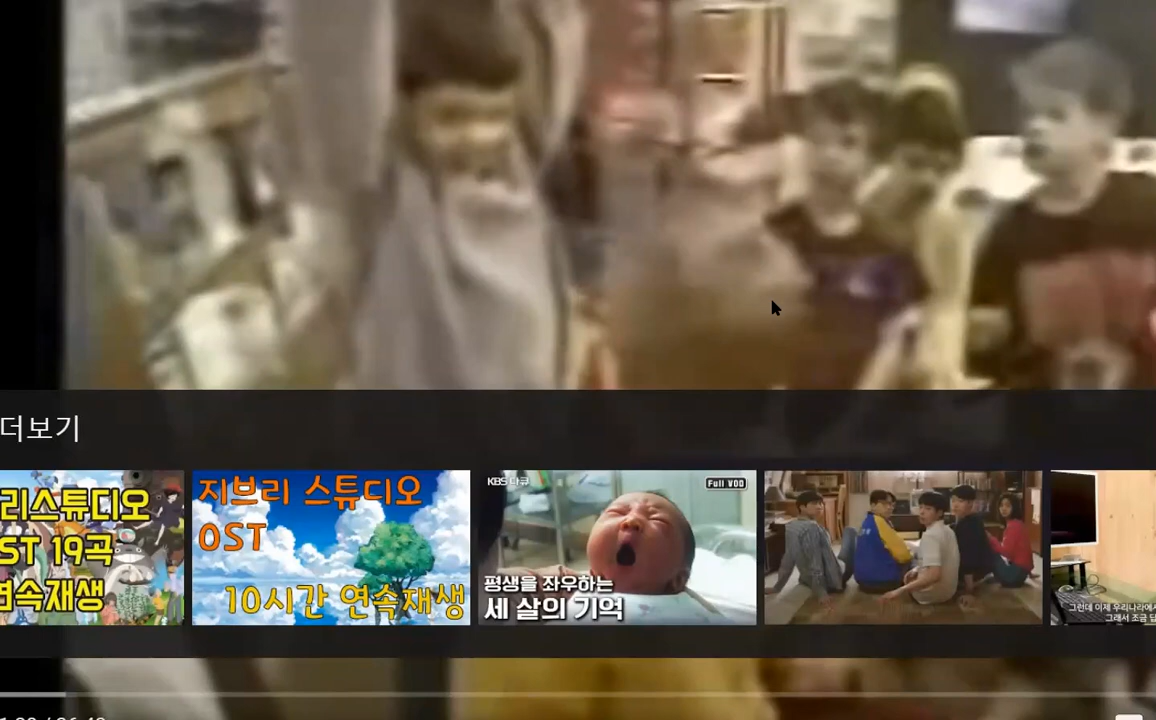 더보기
리스튜디오
ST 19곡
연속재생
지브리 스튜디오
OST
10시간 연속재생
KBS 다큐
Full VOD
평생을 좌우하는
세 살의 기억
그런데 이제 우리나라에서
그래서 조금 답